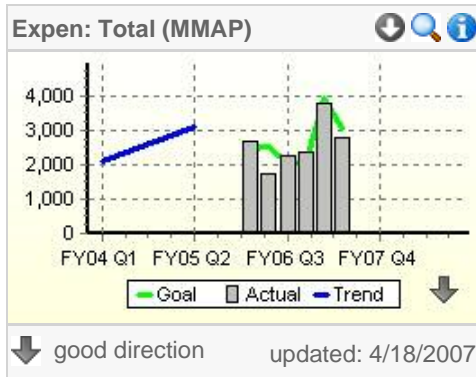 Expen: Total (MMAP)
4,000
3,000
2,000
1,000
0
FY04 Q1 FY05 Q2 FY06 Q3 FY07 Q4
Goal Actual Trend
good direction updated: 4/18/2007